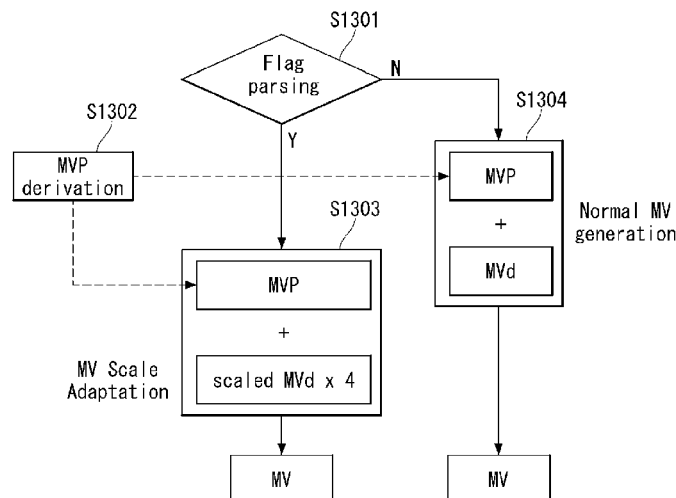 S1301
Flag
parsing
N
S1304
S1302
Y
MVP
derivation
MVP
+
MVd
Normal MV
generation
S1303
MVP
+
scaled MVd x 4
MV Scale
Adaptation
MV
MV